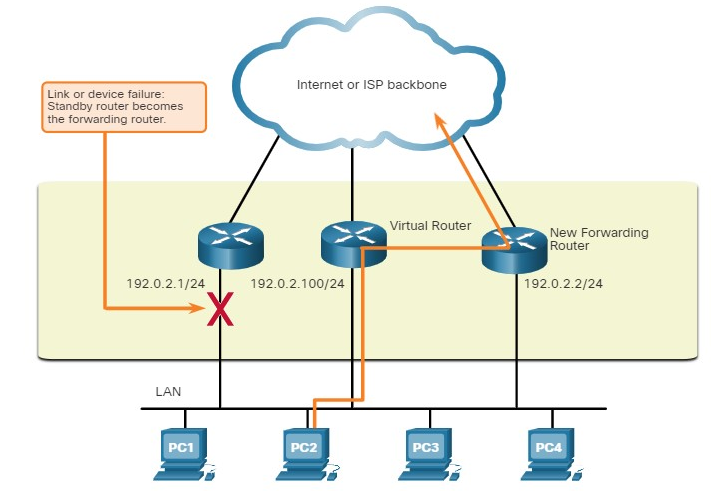 Internet or ISP backbone
Link or device failure:
Standby router becomes
the forwarding router.
Virtual Router
New Forwarding
Router
192.0.2.1/24
192.0.2.100/24
192.0.2.2/24
X
LAN
PC1
PC2
PC3
PC4